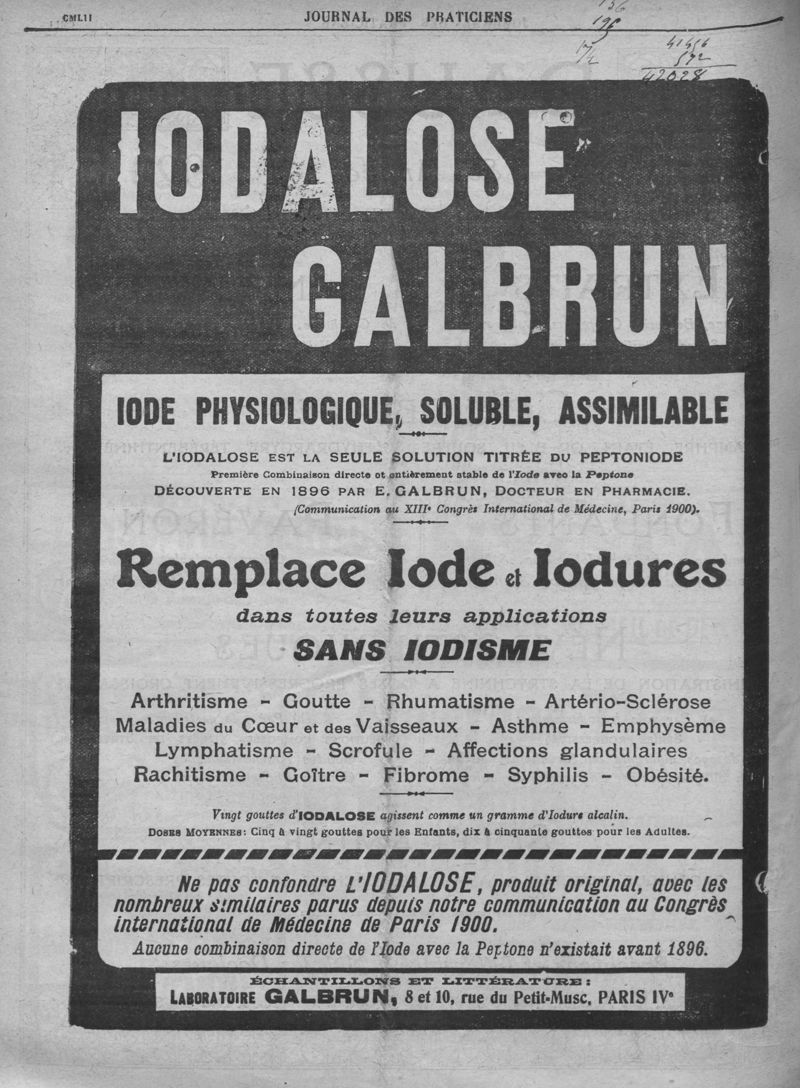 CMLII
JOURNAL DES PRATICIENS
196
17/2
41456
572
42028
IODALOSE
GALBRUN
IODE PHYSIOLOGIQUE, SOLUBLE, ASSIMILABLE
L'IODALOSE EST LA SEULE SOLUTION TITRÉE DU PEPTONIODE
Première Combinaison directe et entièrement stable de l'Iode avec la Peptone
DÉCOUVERTE EN 1896 PAR E. GALBRUN, DOCTEUR EN PHARMACIE.
(Communication au XIIIe Congrès International de Médecine, Paris 1900).
Remplace Iode et Iodures
dans toutes leurs applications
SANS IODISME
Arthritisme - Goutte - Rhumatisme - Artério-Sclérose
Maladies du Cœur et des Vaisseaux - Asthme - Emphysème
Lymphatisme - Scrofule - Affections glandulaires
Rachitisme - Goître - Fibrome - Syphilis - Obésité.
Vingt gouttes d'IODALOSE agissent comme un gramme d'Iodure alcalin.
DOSES MOYENNES: Cinq à vingt gouttes pour les Enfants, dix à cinquante gouttes pour les Adultes.
Ne pas confondre L'IODALOSE, produit original, avec les
nombreux similaires parus depuis notre communication au Congrès
international de Médecine de Paris 1900.
Aucune combinaison directe de l'Iode avec la Peptone n'existait avant 1896.
ÉCHANTILLONS ET LITTÉRATURE:
LABORATOIRE GALBRUN, 8 et 10, rue du Petit-Musc, PARIS IVe